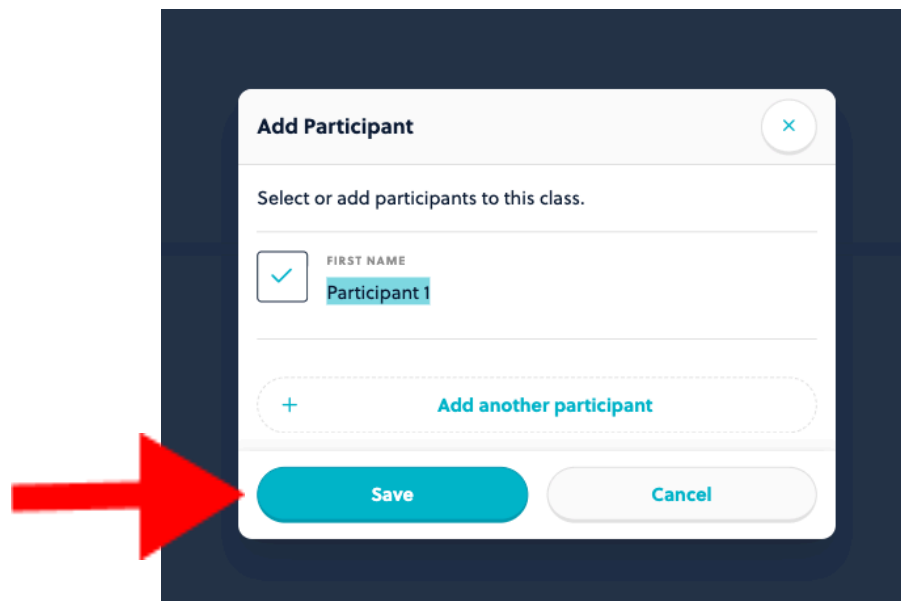 Add Participant
Select or add participants to this class.
FIRST NAME
Participant 1
Add another participant
Save
Cancel